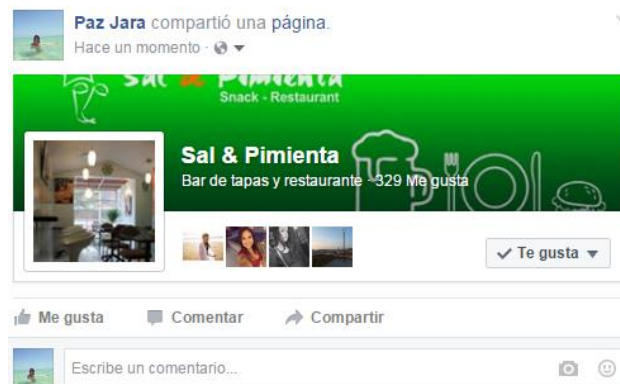 Paz Jara compartió una página.
Hace un momento ·
Sal & Pimienta
Snack - Restaurant
Sal & Pimienta
Bar de tapas y restaurante - 329 Me gusta
Te gusta
Me gusta Comentar Compartir
Escribe un comentario...